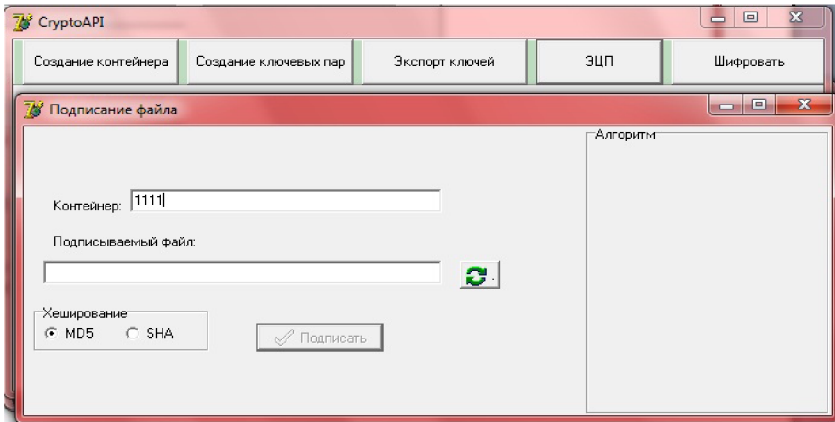 CryptoAPI
Создание контейнера Создание ключевых пар Экспорт ключей ЭЦП Шифровать
Подписание файла
Алгоритм
Контейнер: 1111
Подписываемый файл:
.
Хеширование
MD5 SHA
Подписать